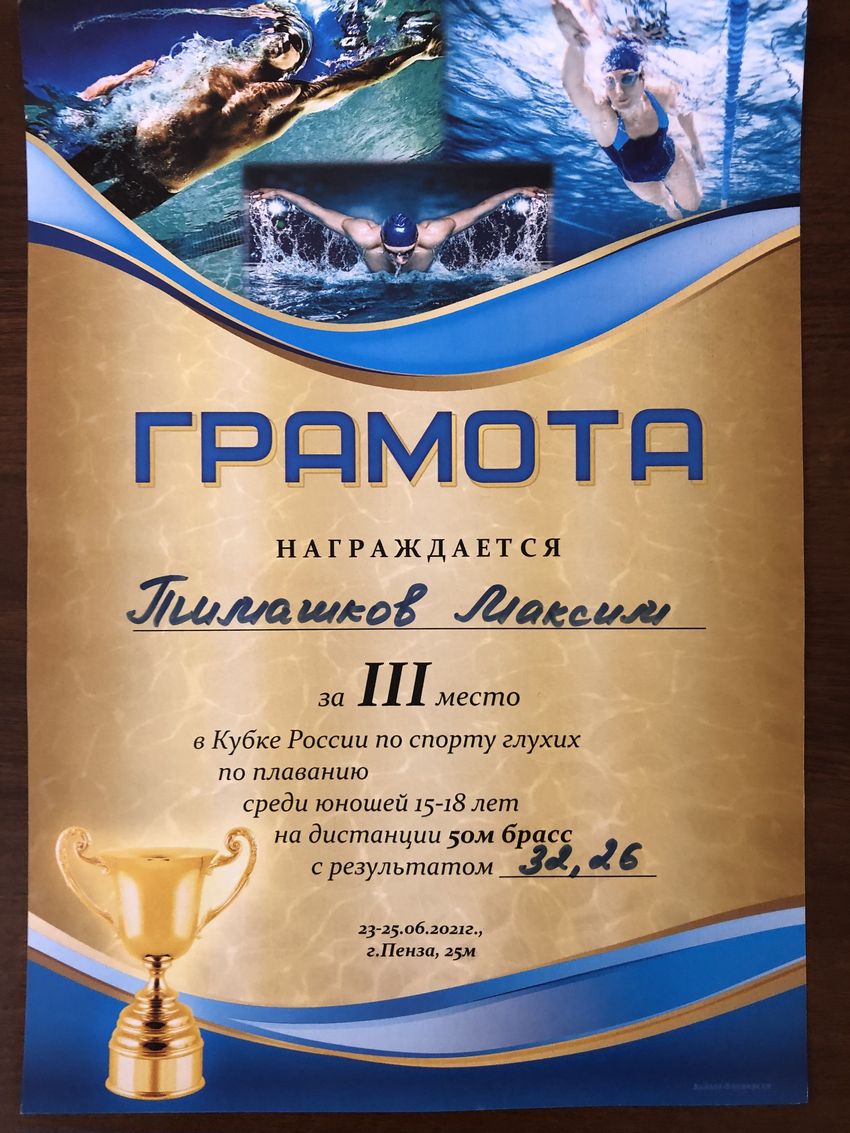 ГРАМОТА
НАГРАЖДАЕТСЯ
Тимашков Максим
за III место
в Кубке России по спорту глухих
по плаванию
среди юношей 15-18 лет
на дистанции 50м брасс
с результатом 32,26
23-25.06.2021г.,
г.Пенза, 25м